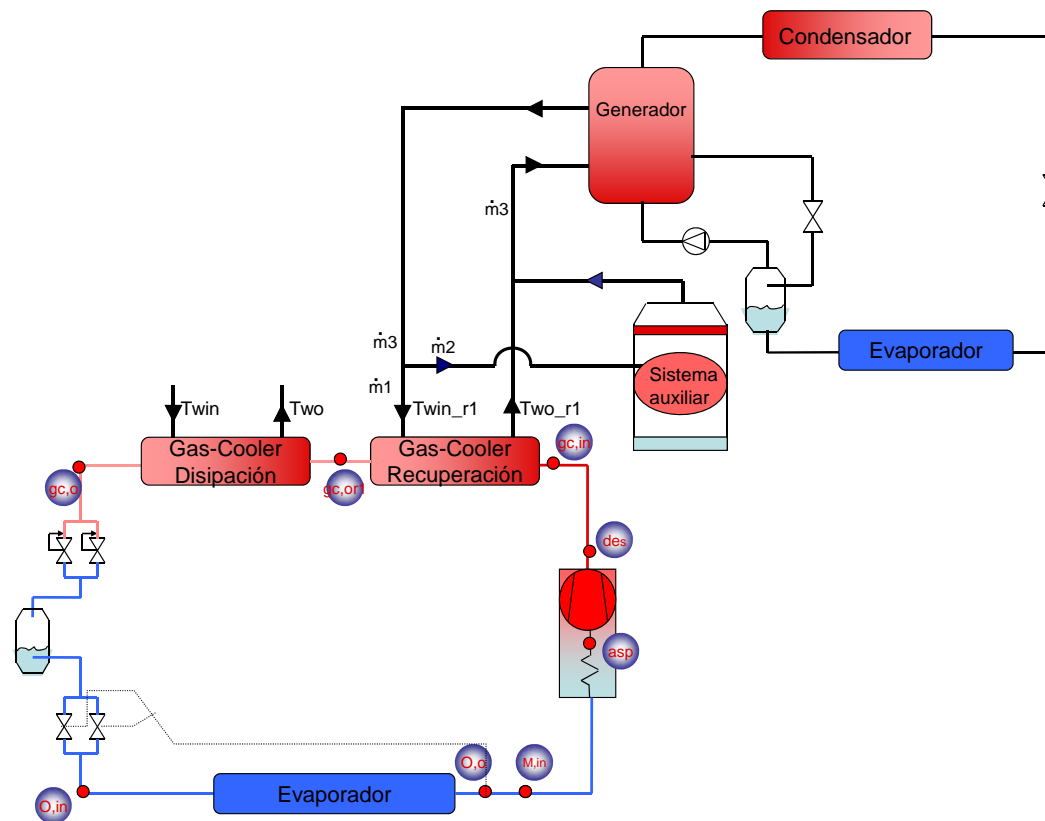 Condensador
Generador
ṁ3
ṁ3
ṁ2
ṁ1
Evaporador
Sistema
auxiliar
Twin
Two
Twin_r1
Two_r1
Gas-Cooler
Disipación
Gas-Cooler
Recuperación
gc,in
gc,o
gc,or1
des
asp
O,o
M,in
Evaporador
O,in